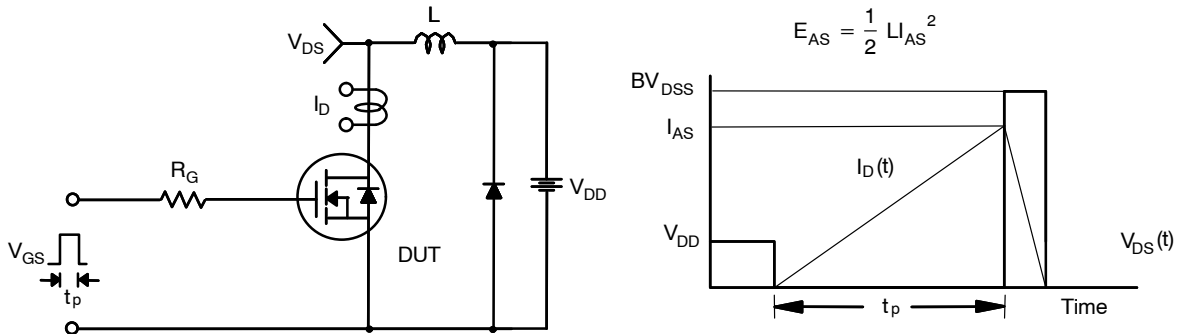 L
V_DS
I_D
R_G
V_DD
V_GS
DUT
t_p
E_AS = 1/2 LI_AS^2
BV_DSS
I_AS
I_D(t)
V_DD
V_DS(t)
t_p
Time